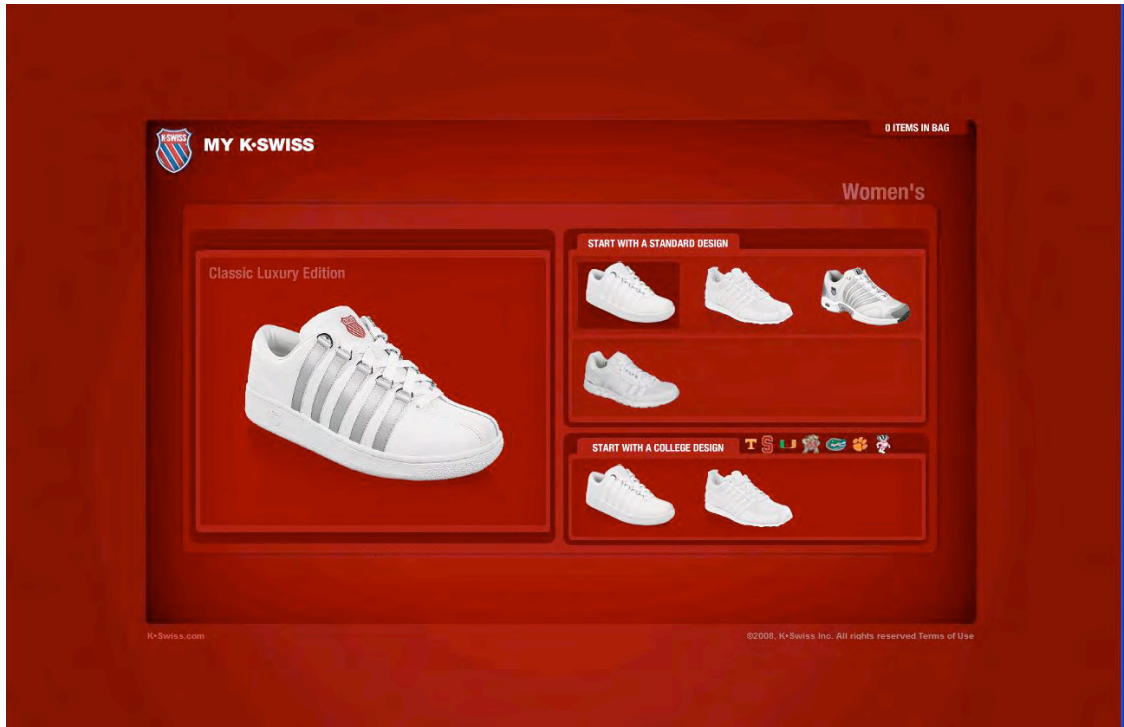 K•SWISS
MY K•SWISS
0 ITEMS IN BAG
Women's
Classic Luxury Edition
START WITH A STANDARD DESIGN
START WITH A COLLEGE DESIGN
T S U
K•Swiss.com
©2008, K•Swiss Inc. All rights reserved Terms of Use